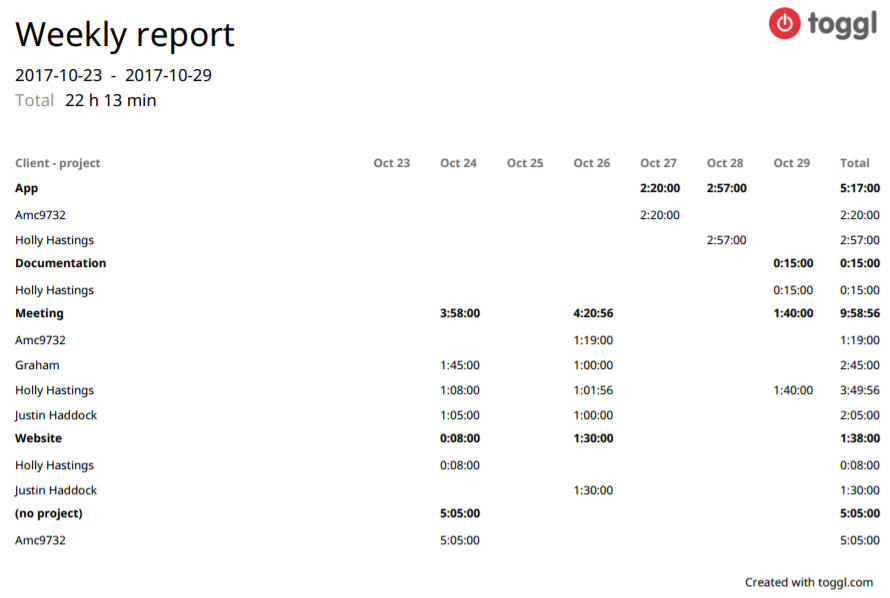 Weekly report
toggl
2017-10-23 - 2017-10-29
Total 22 h 13 min
Client - project Oct 23 Oct 24 Oct 25 Oct 26 Oct 27 Oct 28 Oct 29 Total
App 2:20:00 2:57:00 5:17:00
Amc9732 2:20:00 2:20:00
Holly Hastings 2:57:00 2:57:00
Documentation 0:15:00 0:15:00
Holly Hastings 0:15:00 0:15:00
Meeting 3:58:00 4:20:56 1:40:00 9:58:56
Amc9732 1:19:00 1:19:00
Graham 1:45:00 1:00:00 2:45:00
Holly Hastings 1:08:00 1:01:56 1:40:00 3:49:56
Justin Haddock 1:05:00 1:00:00 2:05:00
Website 0:08:00 1:30:00 1:38:00
Holly Hastings 0:08:00 0:08:00
Justin Haddock 1:30:00 1:30:00
(no project) 5:05:00 5:05:00
Amc9732 5:05:00 5:05:00
Created with toggl.com